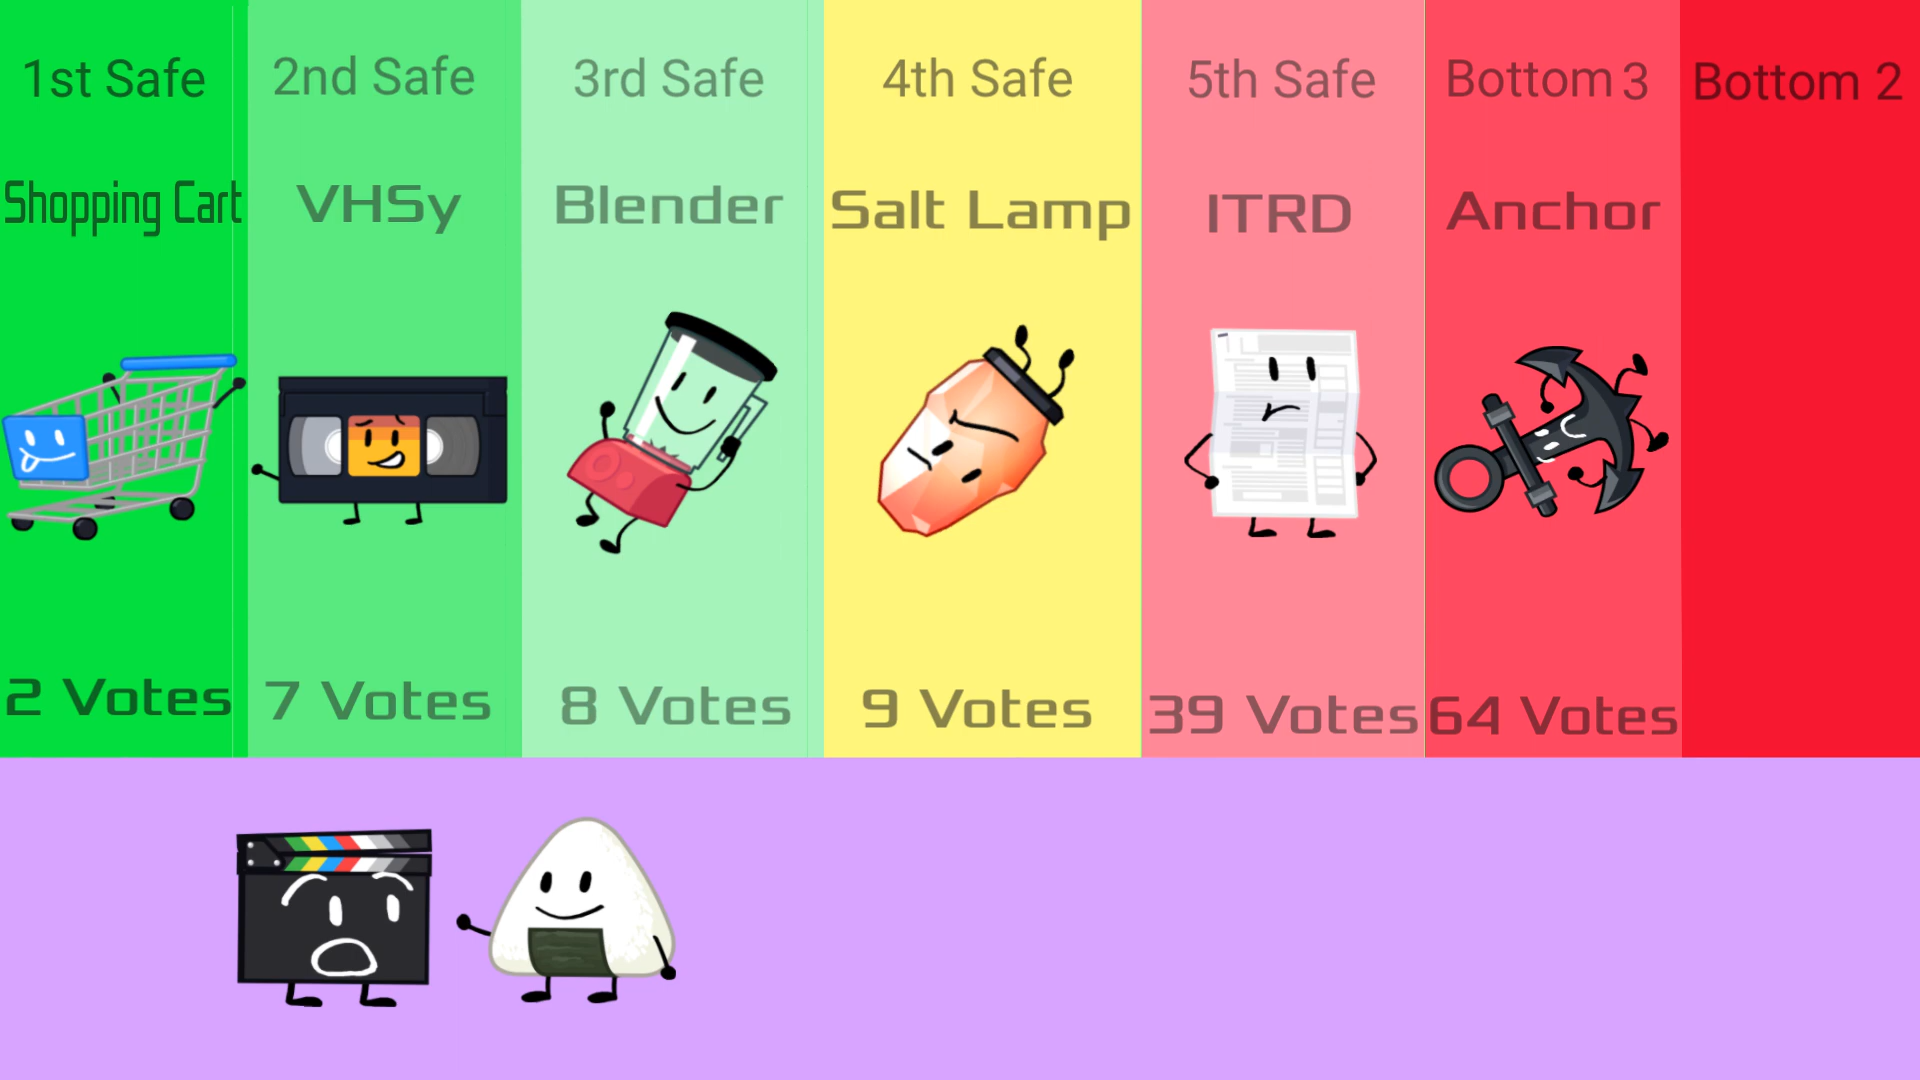 1st Safe
2nd Safe
3rd Safe
4th Safe
5th Safe
Bottom 3
Bottom 2
Shopping Cart
VHSy
Blender
Salt Lamp
ITRD
Anchor
2 Votes
7 Votes
8 Votes
9 Votes
39 Votes
64 Votes